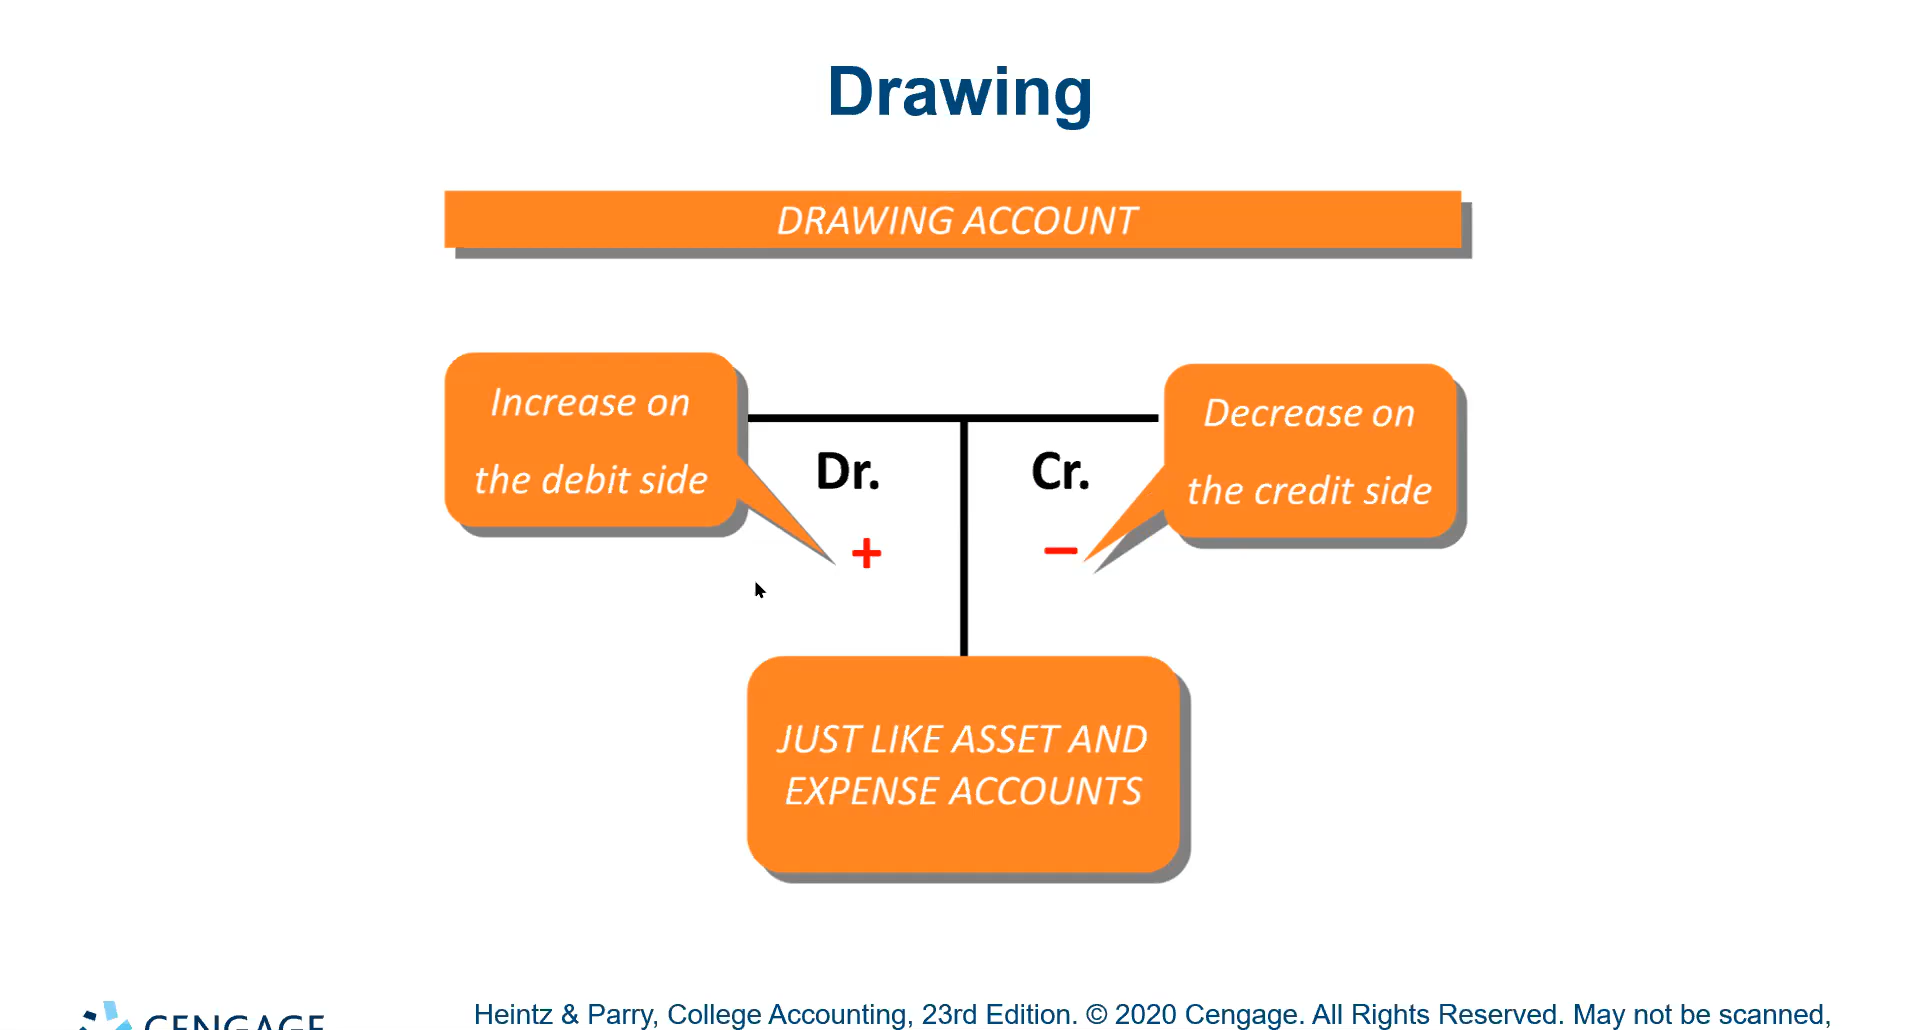 Drawing
DRAWING ACCOUNT
Increase on
the debit side
Dr.
+
Cr.
−
Decrease on
the credit side
JUST LIKE ASSET AND
EXPENSE ACCOUNTS
CENGAGE
Heintz & Parry, College Accounting, 23rd Edition. © 2020 Cengage. All Rights Reserved. May not be scanned,